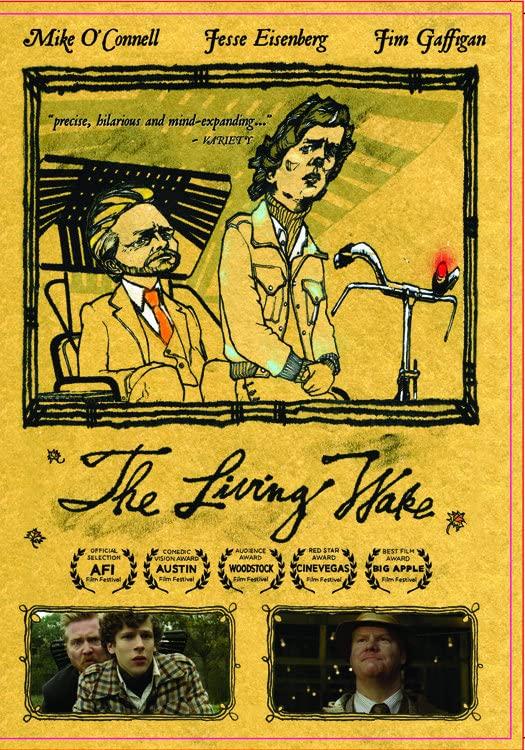 Mike O'Connell Jesse Eisenberg Jim Gaffigan
"precise, hilarious and mind-expanding..."
- VARIETY
The Living Wake
OFFICIAL SELECTION AFI Film Festival
COMEDIC VISION AWARD AUSTIN Film Festival
AUDIENCE AWARD WOODSTOCK Film Festival
RED STAR AWARD CINEVEGAS Film Festival
BEST FILM AWARD BIG APPLE Film Festival